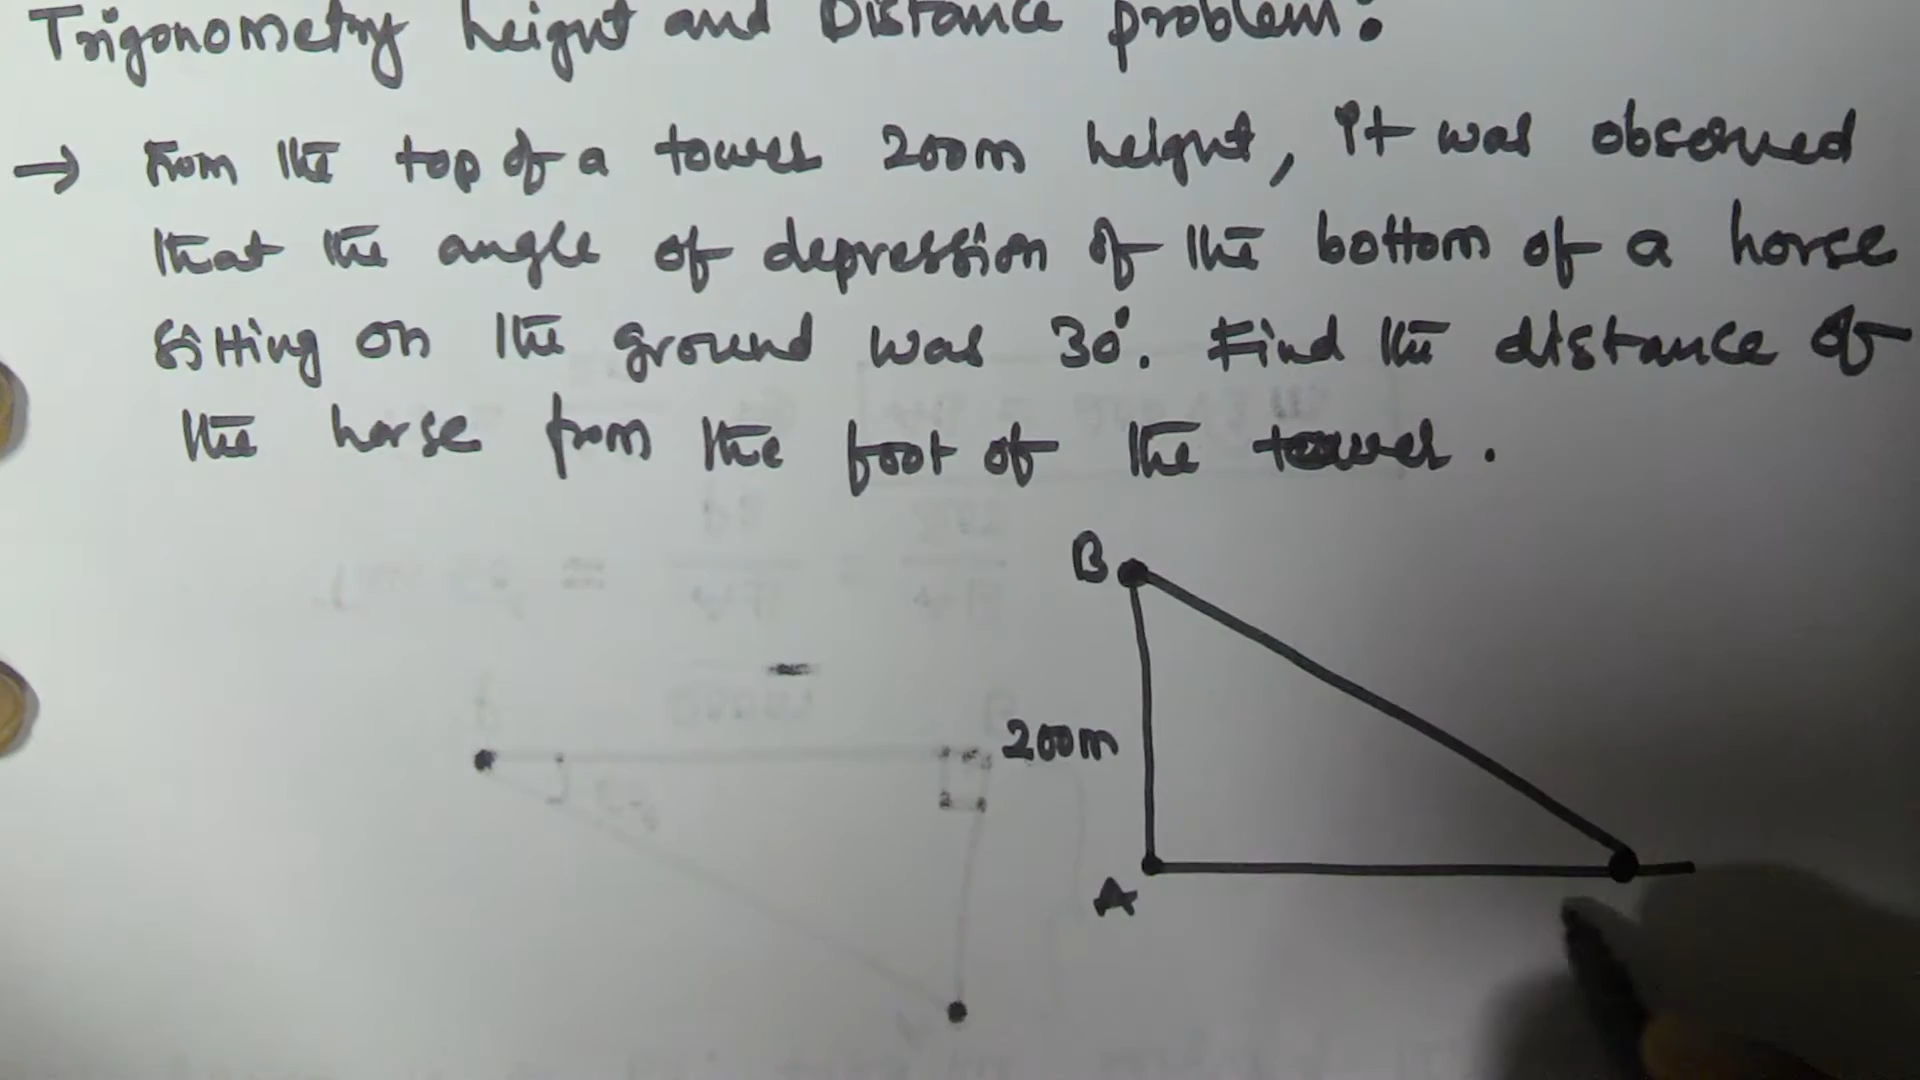 Trigonometry height and Distance problem:
→ From the top of a tower 200m height, it was observed
that the angle of depression of the bottom of a horse
sitting on the ground was 30°. Find the distance of
the horse from the foot of the tower.
B
200m
A